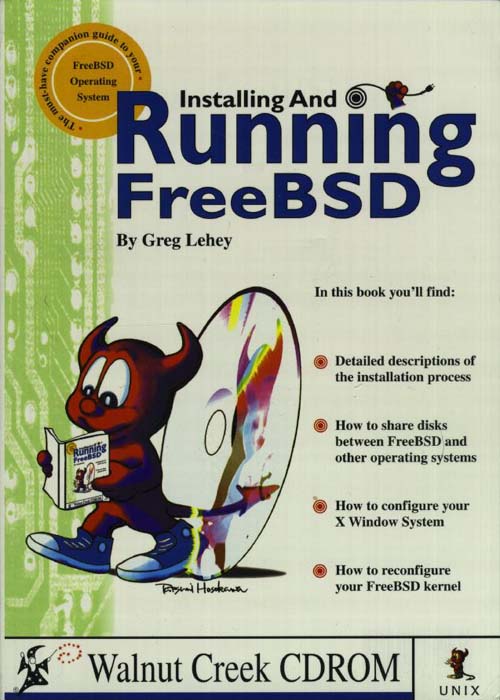 The must-have companion guide to your
FreeBSD
Operating
System
Installing And
Running
FreeBSD
By Greg Lehey
In this book you'll find:
Detailed descriptions of
the installation process
How to share disks
between FreeBSD and
other operating systems
How to configure your
X Window System
How to reconfigure
your FreeBSD kernel
Running
FreeBSD
Walnut Creek CDROM
UNIX